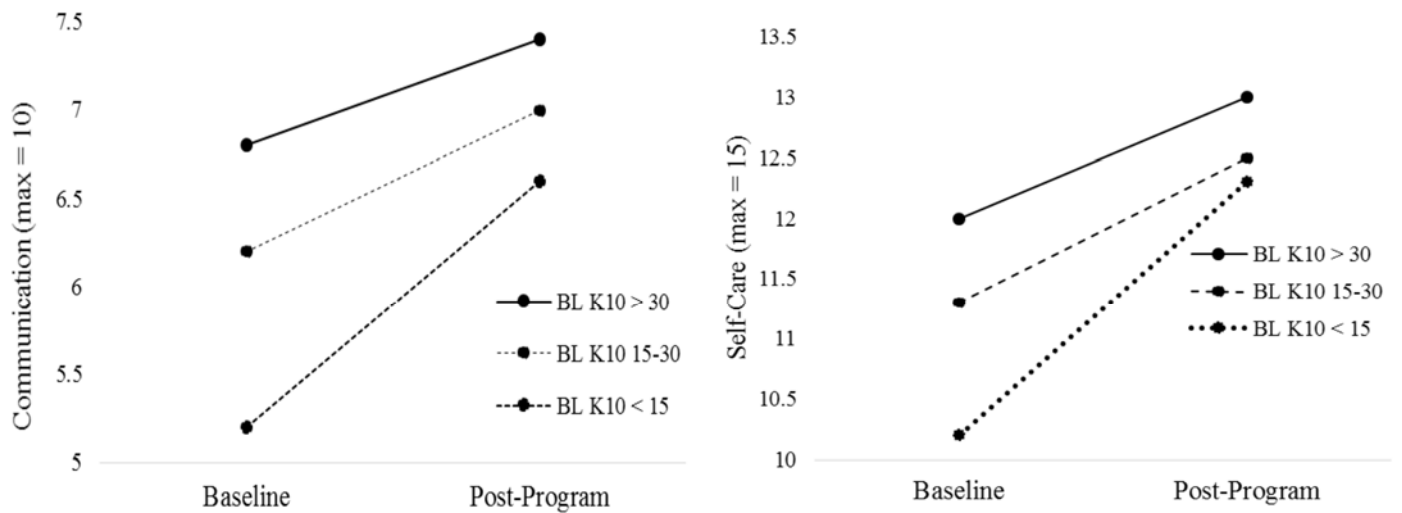 Communication (max = 10)
7.5
7
6.5
6
5.5
5
Baseline
Post-Program
BL K10 > 30
BL K10 15-30
BL K10 < 15
Self-Care (max = 15)
13.5
13
12.5
12
11.5
11
10.5
10
Baseline
Post-Program
BL K10 > 30
BL K10 15-30
BL K10 < 15